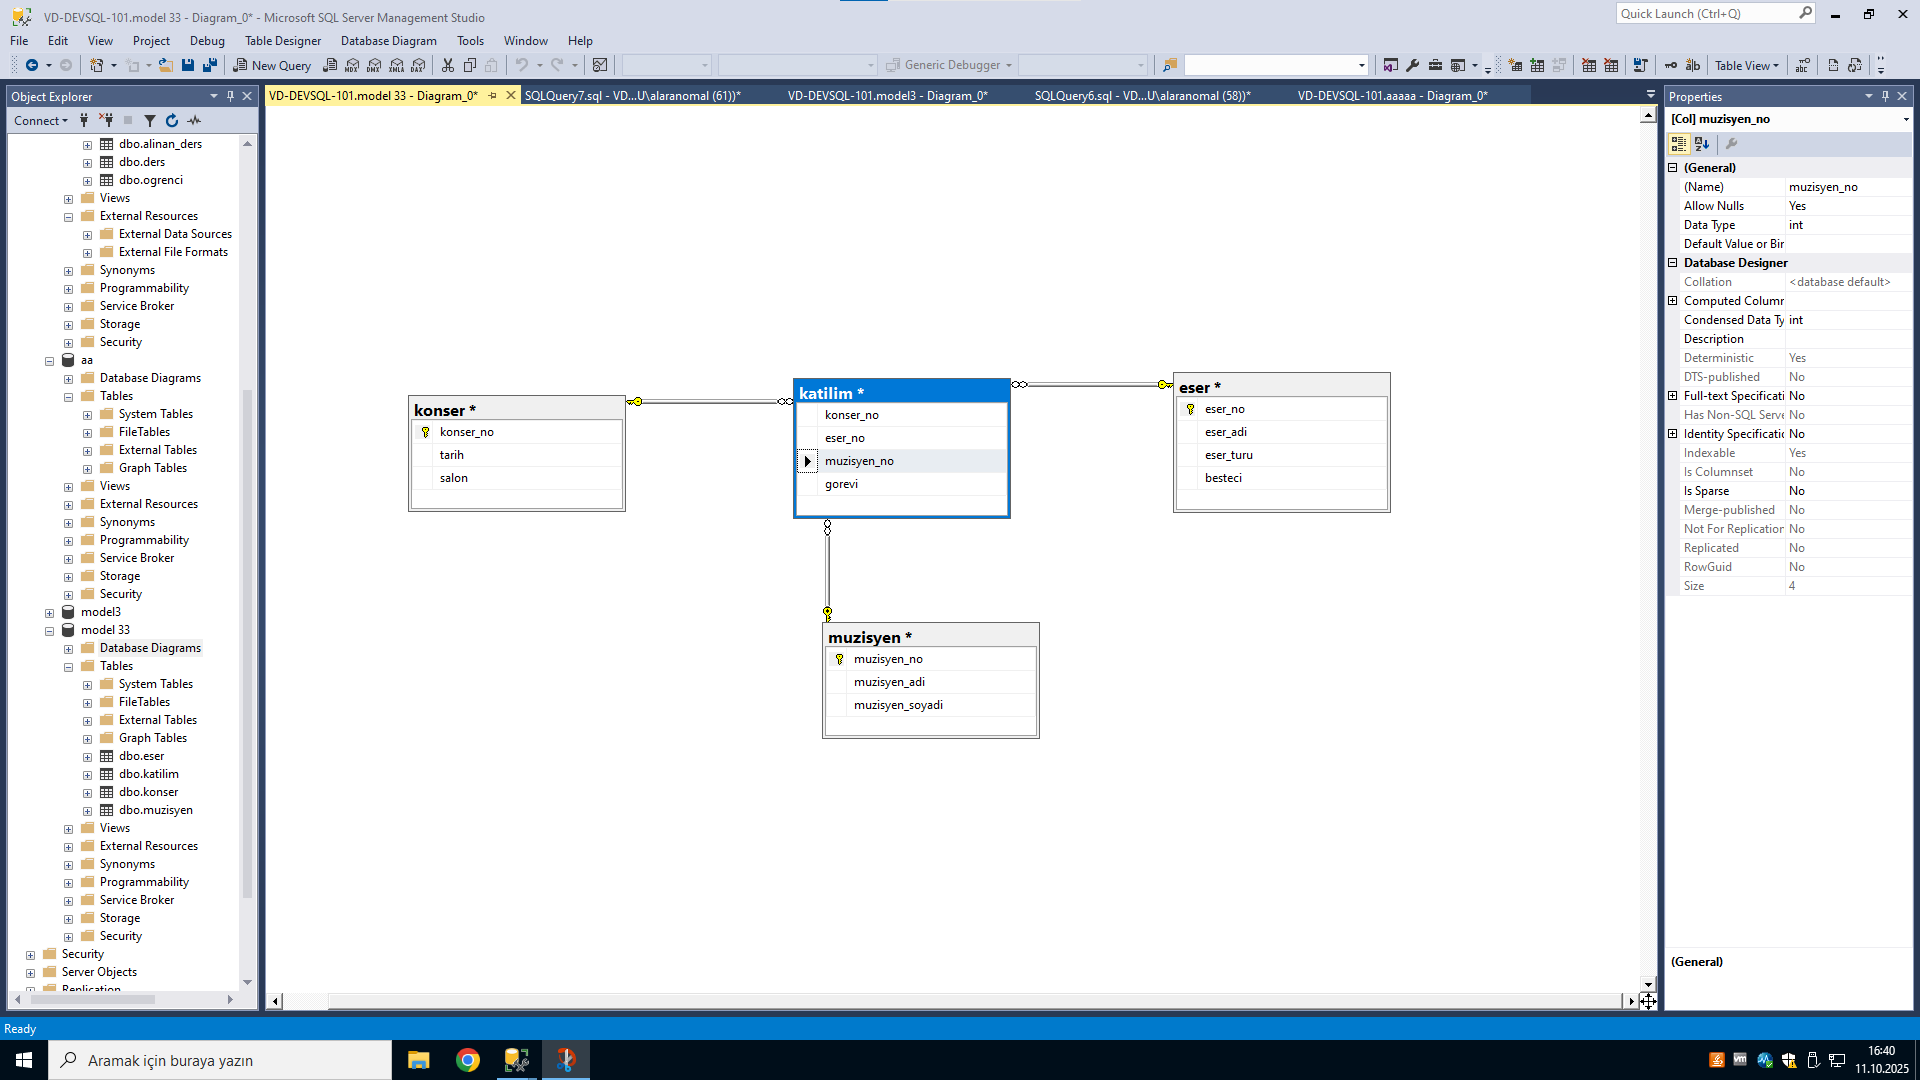 VD-DEVSQL-101.model 33 - Diagram_0* - Microsoft SQL Server Management Studio
Quick Launch (Ctrl+Q)
File Edit View Project Debug Table Designer Database Diagram Tools Window Help
New Query
MDX DMX XMLA DAX
Generic Debugger
Table View
Object Explorer
Connect
dbo.alinan_ders
dbo.ders
dbo.ogrenci
Views
External Resources
External Data Sources
External File Formats
Synonyms
Programmability
Service Broker
Storage
Security
aa
Database Diagrams
Tables
System Tables
FileTables
External Tables
Graph Tables
Views
External Resources
Synonyms
Programmability
Service Broker
Storage
Security
model3
model 33
Database Diagrams
Tables
System Tables
FileTables
External Tables
Graph Tables
dbo.eser
dbo.katilim
dbo.konser
dbo.muzisyen
Views
External Resources
Synonyms
Programmability
Service Broker
Storage
Security
Security
Server Objects
Replication
VD-DEVSQL-101.model 33 - Diagram_0*
SQLQuery7.sql - VD...U\alaranomal (61))*
VD-DEVSQL-101.model3 - Diagram_0*
SQLQuery6.sql - VD...U\alaranomal (58))*
VD-DEVSQL-101.aaaaa - Diagram_0*
konser *
konser_no
tarih
salon
katilim *
konser_no
eser_no
muzisyen_no
gorevi
eser *
eser_no
eser_adi
eser_turu
besteci
muzisyen *
muzisyen_no
muzisyen_adi
muzisyen_soyadi
Properties
[Col] muzisyen_no
(General)
(Name) muzisyen_no
Allow Nulls Yes
Data Type int
Default Value or Bir
Database Designer
Collation <database default>
Computed Column
Condensed Data Ty int
Description
Deterministic Yes
DTS-published No
Full-text Specificati No
Has Non-SQL Serve No
Identity Specificatio No
Indexable Yes
Is Columnset No
Is Sparse No
Merge-published No
Not For Replication No
Replicated No
RowGuid No
Size 4
(General)
Ready
Aramak için buraya yazın
16:40
11.10.2025